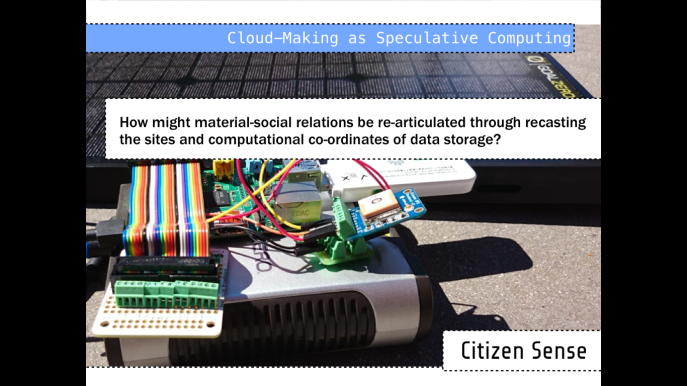 Cloud-Making as Speculative Computing
GOALZERO
How might material-social relations be re-articulated through recasting
the sites and computational co-ordinates of data storage?
Citizen Sense